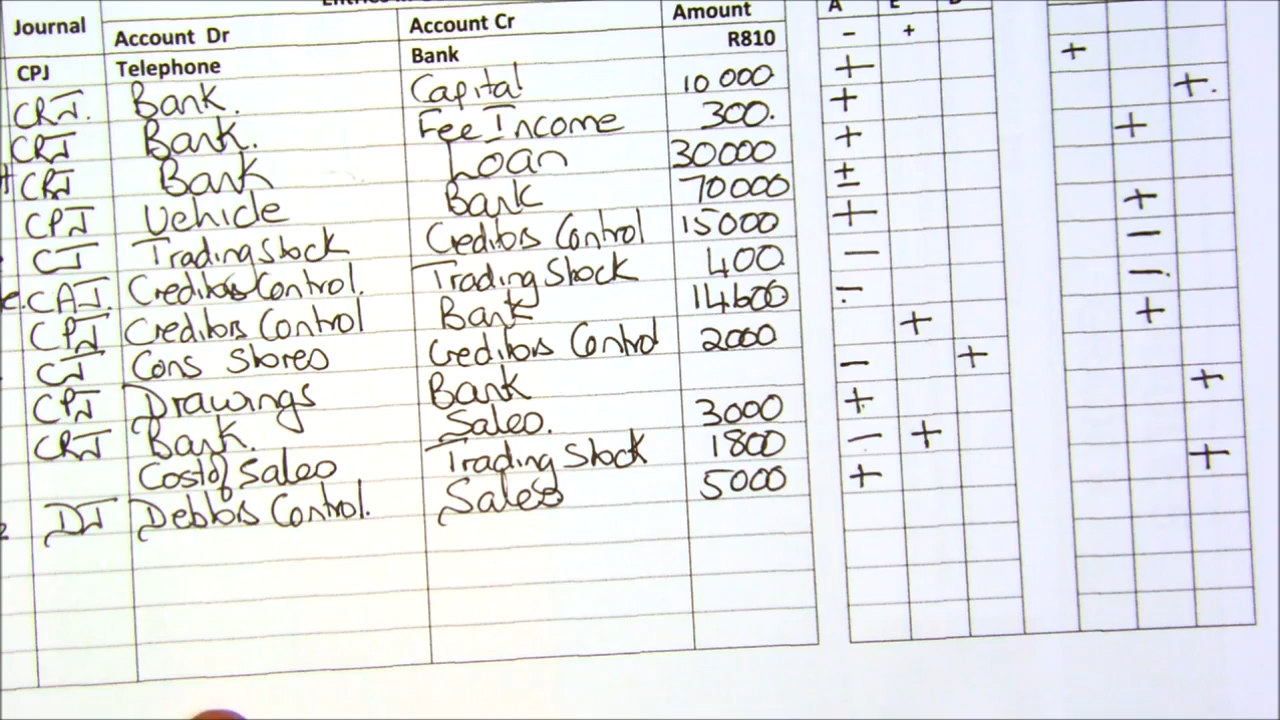 Journal Account Dr Account Cr Amount A E D
CPJ Telephone Bank R810 - +
CRJ. Bank. Capital 10 000 + +
CRJ Bank. Fee Income 300. + +.
CRJ Bank Loan 30000 + +
CPJ Vehicle Bank 70000 ±
CJ Trading Stock Creditors Control 15000 + +
e. CAJ. Creditors Control. Trading Stock 400 - -
CPJ Creditors Control Bank 14600 - -
CJ Cons Stores Creditors Control 2000 + +
CPJ Drawings Bank - +
CRJ Bank. Sales. 3000 + +
Cost of Sales Trading Stock 1800 - +
DJ Debtors Control. Sales 5000 + +